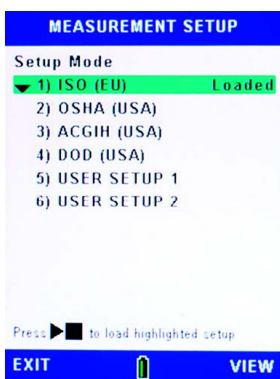 MEASUREMENT SETUP
Setup Mode
1) ISO (EU) Loaded
2) OSHA (USA)
3) ACGIH (USA)
4) DOD (USA)
5) USER SETUP 1
6) USER SETUP 2
Press to load highlighted setup
EXIT VIEW